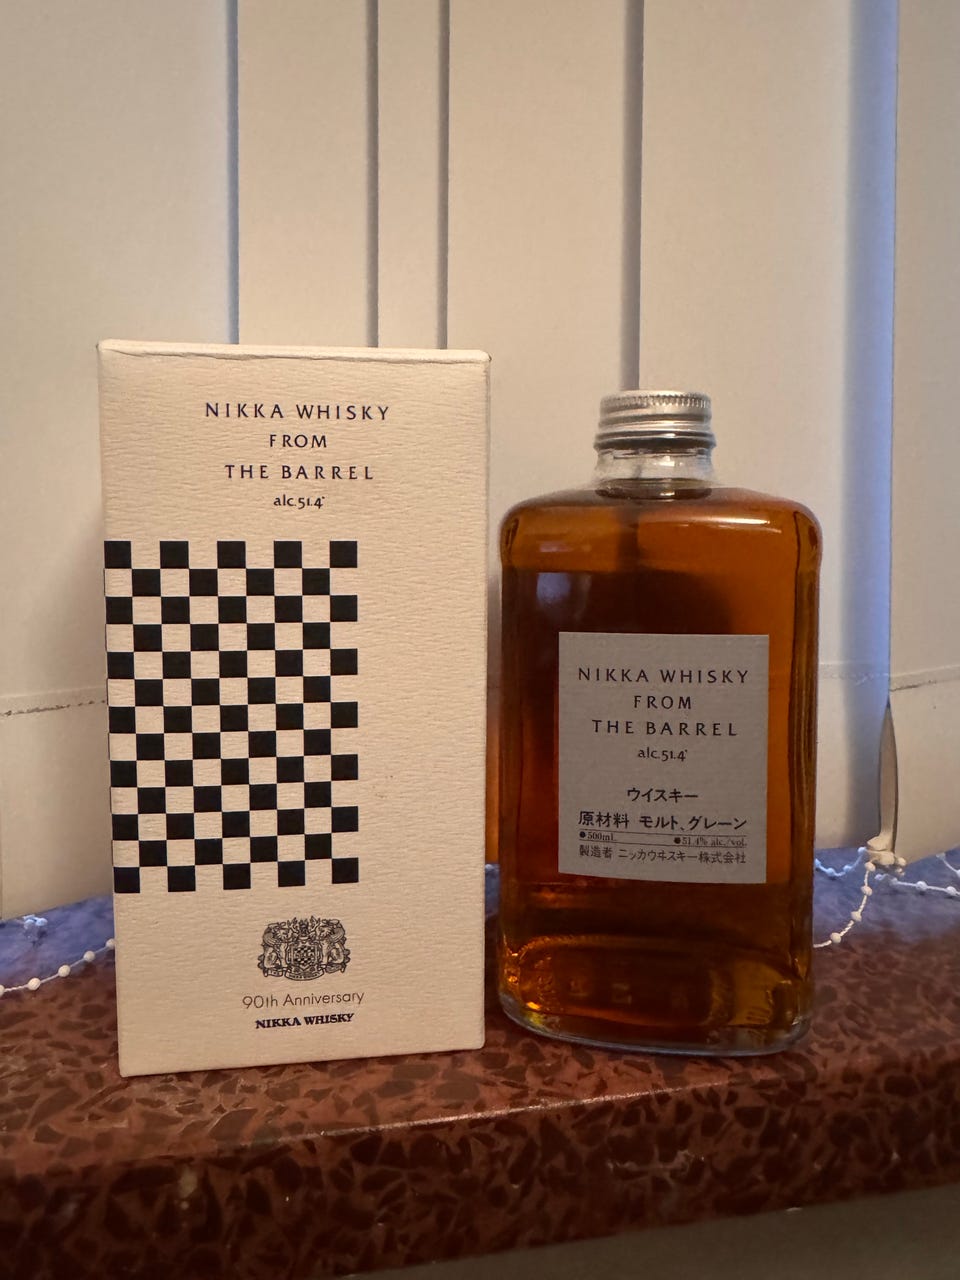 NIKKA WHISKY
FROM
THE BARREL
alc.51.4°
90th Anniversary
NIKKA WHISKY
NIKKA WHISKY
FROM
THE BARREL
alc.51.4°
ウイスキー
原材料 モルト、グレーン
●500mL ●51.4% alc./vol.
製造者 ニッカウヰスキー株式会社